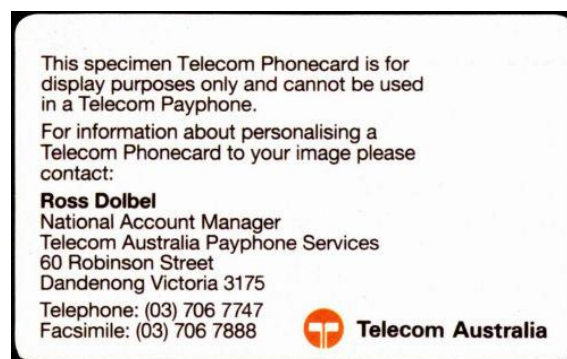 This specimen Telecom Phonecard is for
display purposes only and cannot be used
in a Telecom Payphone.
For information about personalising a
Telecom Phonecard to your image please
contact:
Ross Dolbel
National Account Manager
Telecom Australia Payphone Services
60 Robinson Street
Dandenong Victoria 3175
Telephone: (03) 706 7747
Facsimile: (03) 706 7888
Telecom Australia